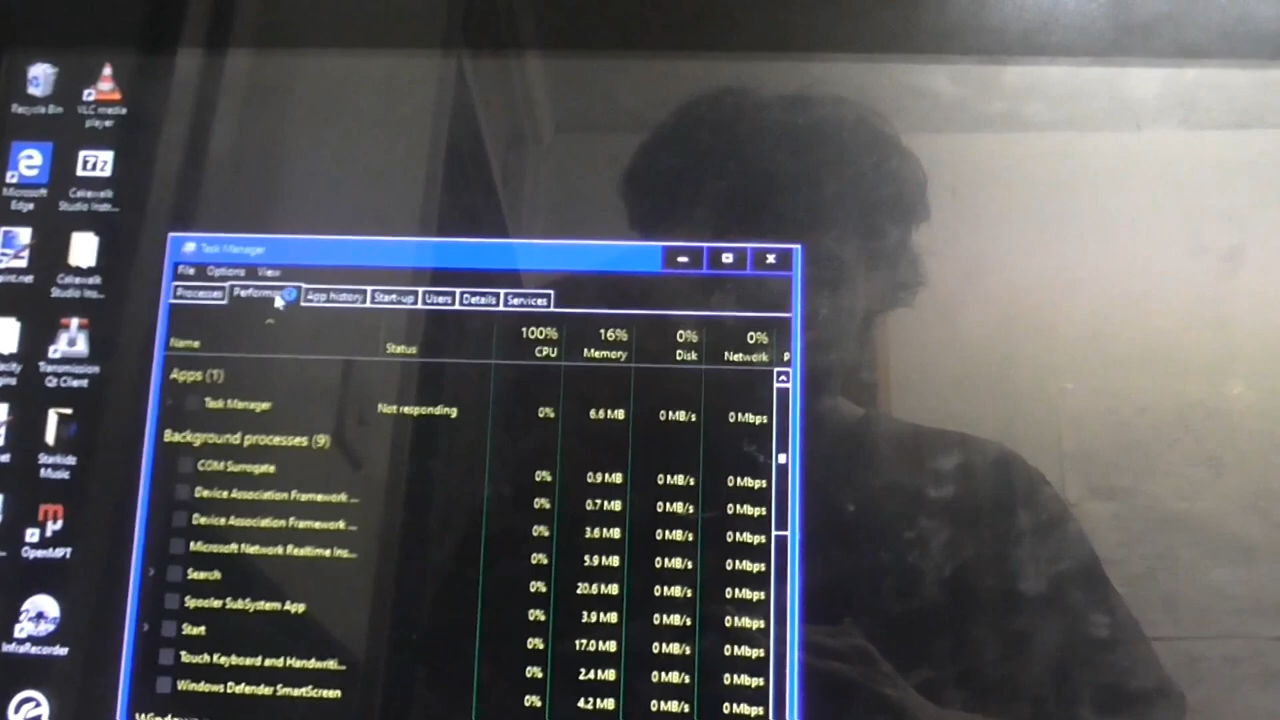 Recycle Bin
VLC media
player
Microsoft
Edge
72
Cakewalk
Studio Instr...
Cakewalk
Studio Ins...
Transmission
Qt Client
Starkidz
Music
OpenMPT
InfraRecorder
Task Manager
File Options View
Processes App history Start-up Users Details Services
100% 16% 0% 0%
Name Status CPU Memory Disk Network P
Apps (1)
Task Manager Not responding 0% 6.6 MB 0 MB/s 0 Mbps
Background processes (9)
COM Surrogate 0% 0.9 MB 0 MB/s 0 Mbps
Device Association Framework ... 0% 0.7 MB 0 MB/s 0 Mbps
Device Association Framework ... 0% 3.6 MB 0 MB/s 0 Mbps
Microsoft Network Realtime Ins... 0% 5.9 MB 0 MB/s 0 Mbps
Search 0% 20.6 MB 0 MB/s 0 Mbps
Spooler SubSystem App 0% 3.9 MB 0 MB/s 0 Mbps
Start 0% 17.0 MB 0 MB/s 0 Mbps
Touch Keyboard and Handwriti... 0% 2.4 MB 0 MB/s 0 Mbps
Windows Defender SmartScreen 0% 4.2 MB 0 MB/s 0 Mbps